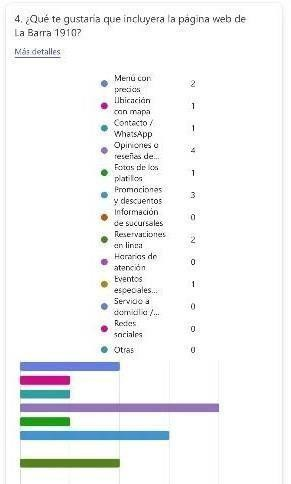 4. ¿Qué te gustaría que incluyera la página web de
La Barra 1910?
Más detalles
Menú con
precios
2
Ubicación
con mapa
1
Contacto /
WhatsApp
1
Opiniones o
reseñas de...
4
Fotos de los
platillos
1
Promociones
y descuentos
3
Información
de sucursales
0
Reservaciones
en línea
2
Horarios de
atención
0
Eventos
especiales...
1
Servicio a
domicilio /...
0
Redes
sociales
0
Otras
0